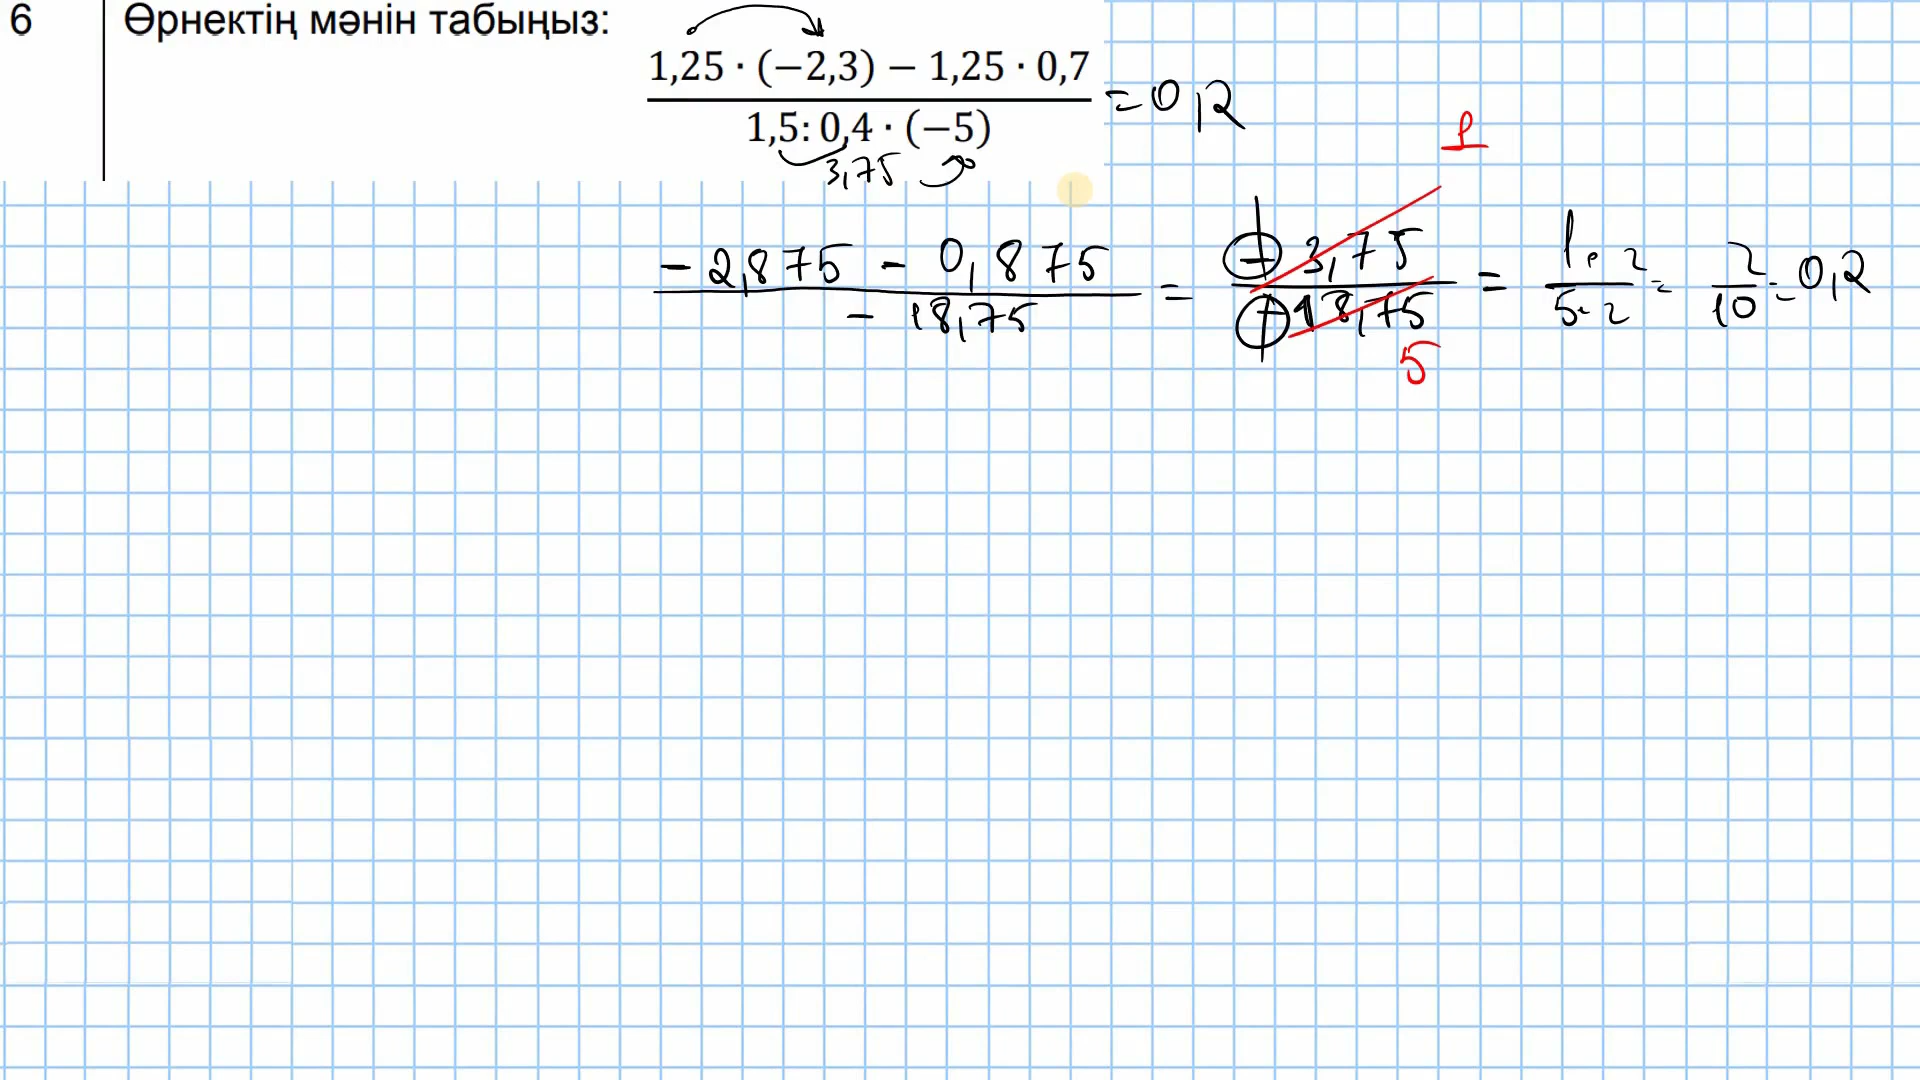 6 Өрнектің мәнін табыңыз:
1,25 · (−2,3) − 1,25 · 0,7
1,5: 0,4 · (−5)
= 0,2
3,75
− 2,875 − 0,875
− 18,75
=
− 3,75
− 18,75
1
5
=
1 · 2
5 · 2
=
2
10
= 0,2